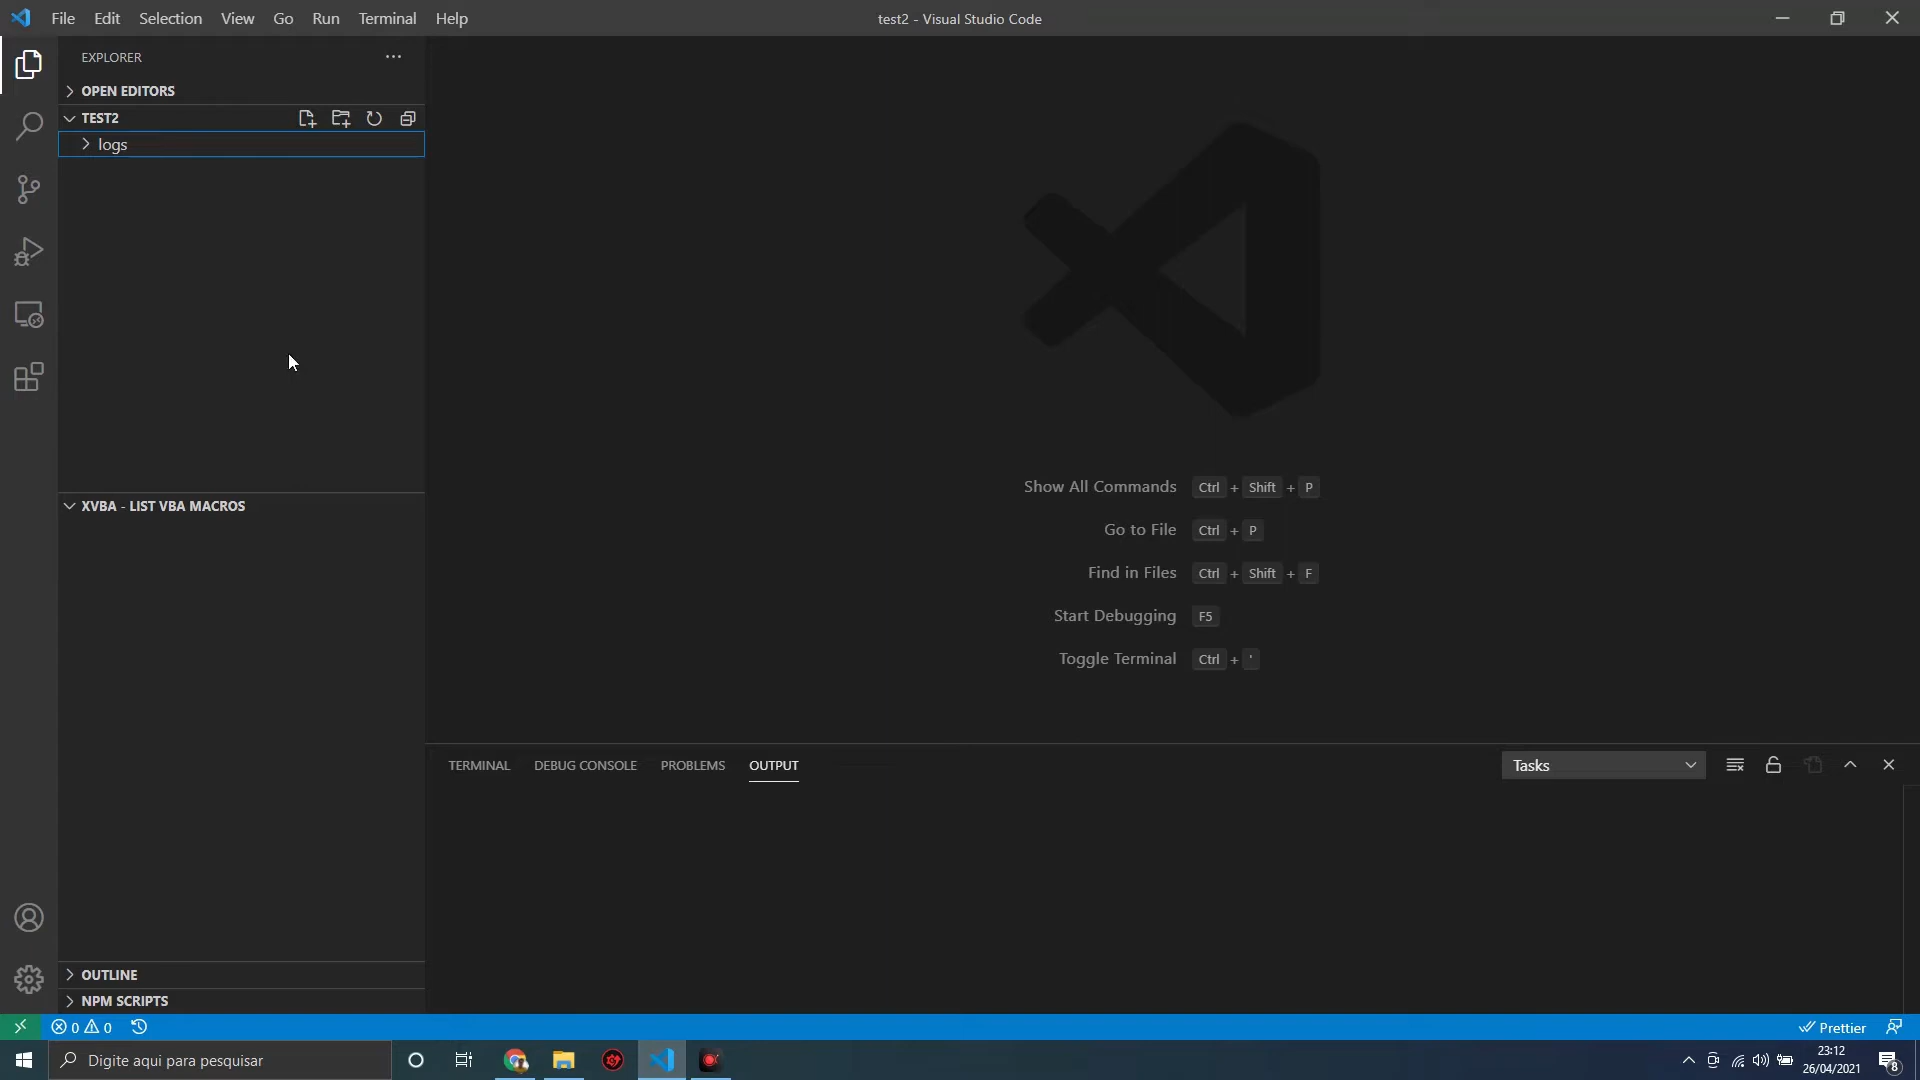 File Edit Selection View Go Run Terminal Help
test2 - Visual Studio Code
EXPLORER
OPEN EDITORS
TEST2
logs
XVBA - LIST VBA MACROS
OUTLINE
NPM SCRIPTS
Show All Commands Ctrl + Shift + P
Go to File Ctrl + P
Find in Files Ctrl + Shift + F
Start Debugging F5
Toggle Terminal Ctrl + '
TERMINAL DEBUG CONSOLE PROBLEMS OUTPUT Tasks
0 0 Prettier
Digite aqui para pesquisar
23:12
26/04/2021
8